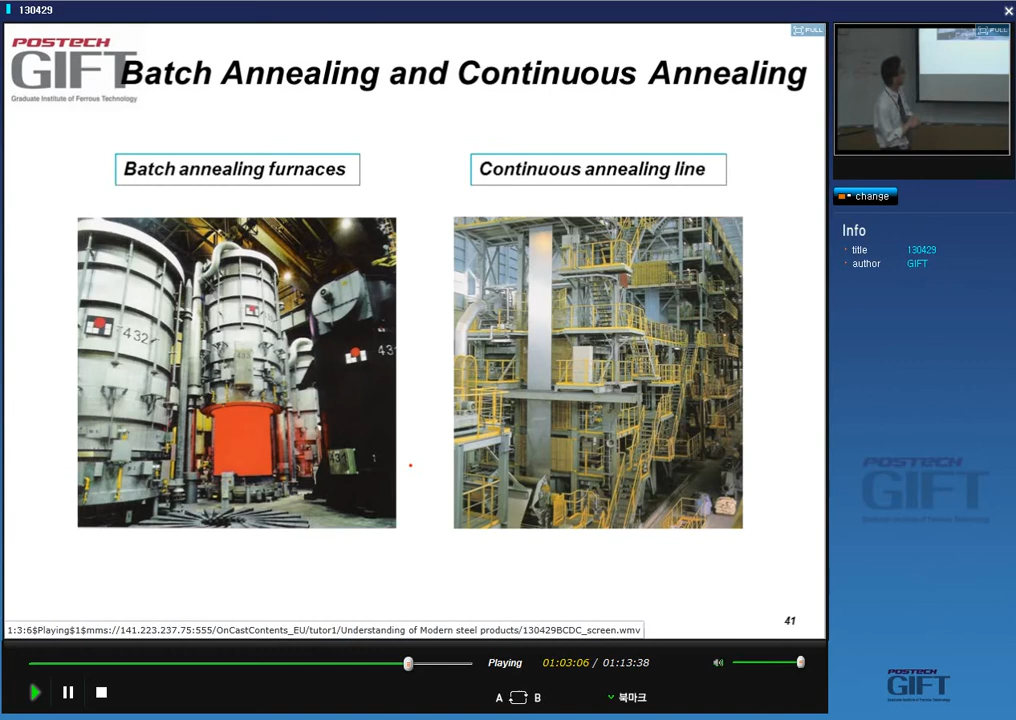 130429
POSTECH
GIFT
Graduate Institute of Ferrous Technology
Batch Annealing and Continuous Annealing
FULL
FULL
Batch annealing furnaces
Continuous annealing line
432
433
43
change
Info
title 130429
author GIFT
POSTECH
GIFT
Graduate Institute of Ferrous Technology
41
1:3:6$Playing$1$mms://141.223.237.75:555/OnCastContents_EU/tutor1/Understanding of Modern steel products/130429BCDC_screen.wmv
Playing 01:03:06 / 01:13:38
A B 북마크
POSTECH
GIFT